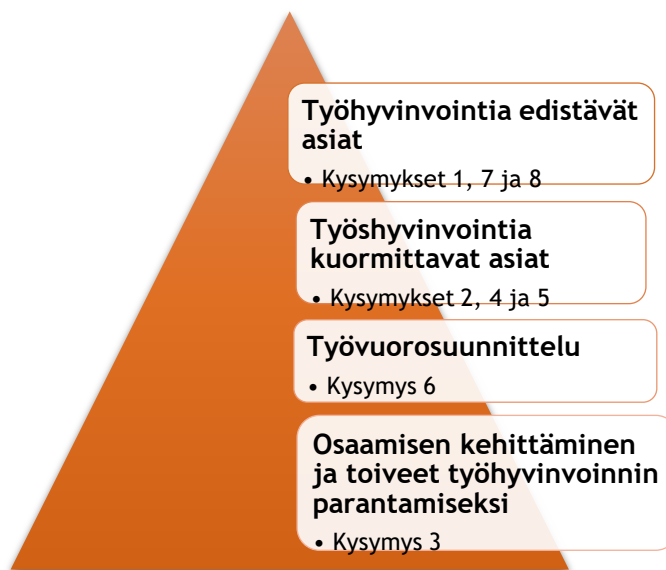 Työhyvinvointia edistävät
asiat
• Kysymykset 1, 7 ja 8
Työshyvinvointia
kuormittavat asiat
• Kysymykset 2, 4 ja 5
Työvuorosuunnittelu
• Kysymys 6
Osaamisen kehittäminen
ja toiveet työhyvinvoinnin
parantamiseksi
• Kysymys 3